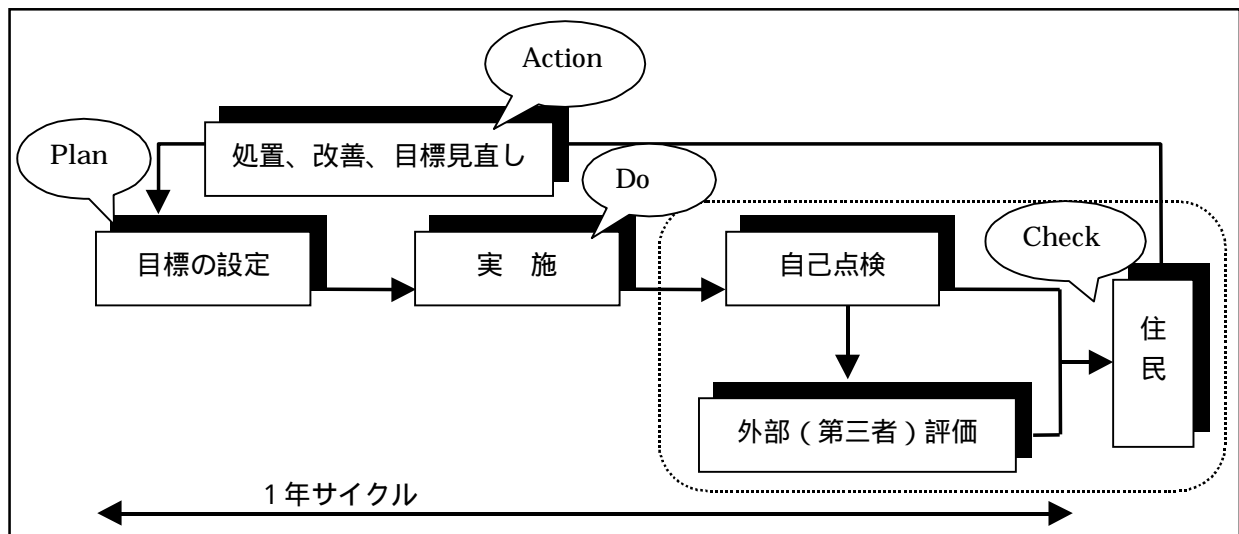 Action
処置、改善、目標見直し
Plan
Do
目標の設定
実　施
自己点検
Check
住
民
外部（第三者）評価
１年サイクル